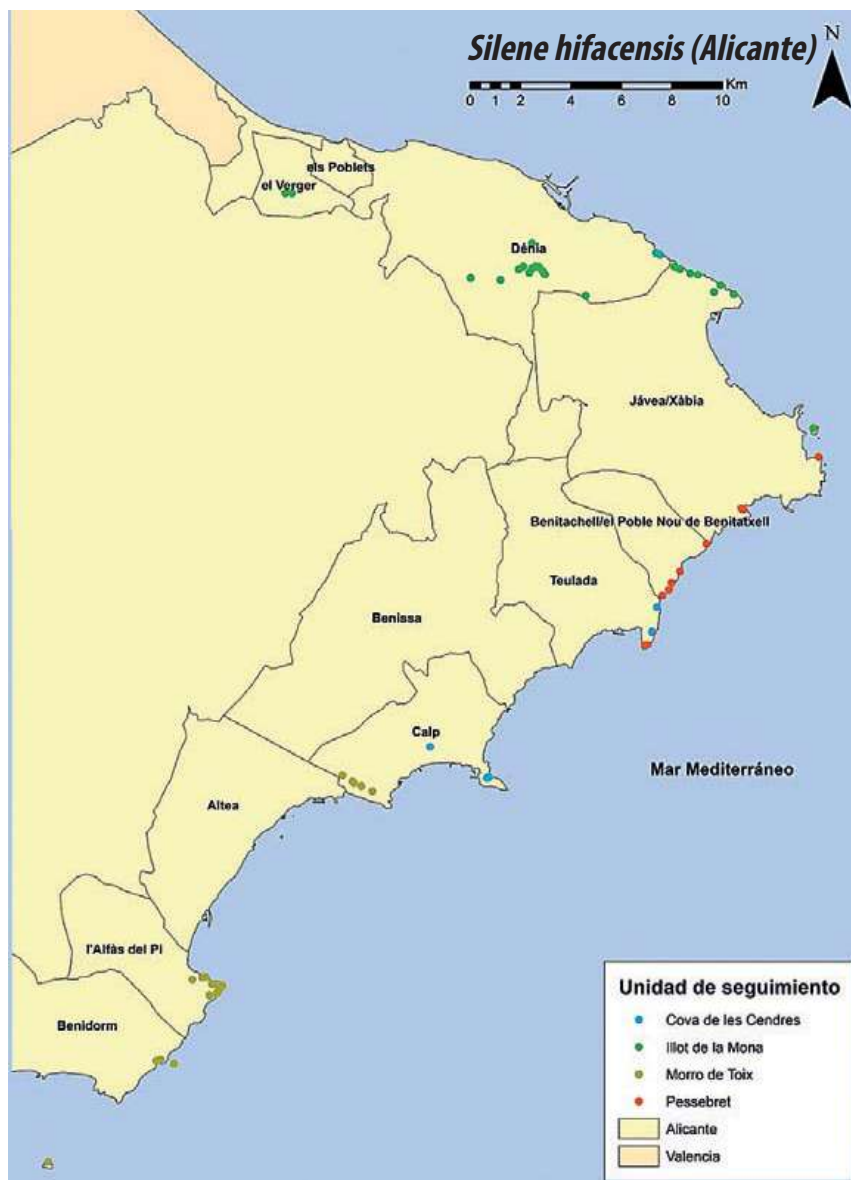 Silene hifacensis (Alicante)
N
Km
0 1 2 4 6 8 10
els Poblets
el Verger
Dénia
Jávea/Xàbia
Benitachell/el Poble Nou de Benitatxell
Teulada
Benissa
Calp
Mar Mediterráneo
Altea
l'Alfàs del Pi
Benidorm
Unidad de seguimiento
Cova de les Cendres
Illot de la Mona
Morro de Toix
Pessebret
Alicante
Valencia